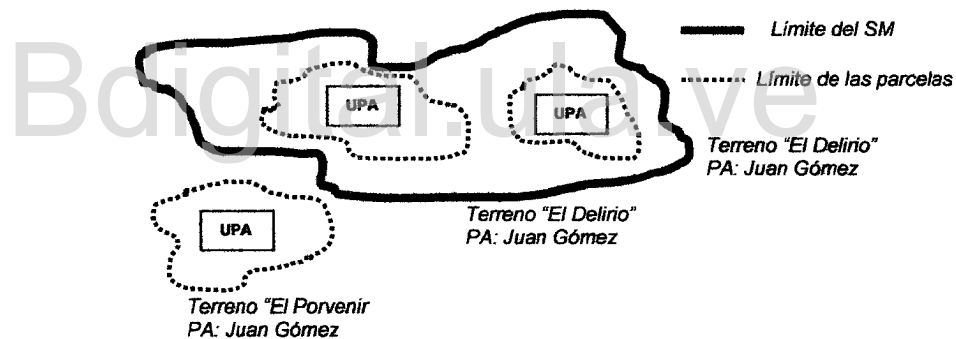 Límite del SM
Límite de las parcelas
Bdigital.ula.ve
UPA
UPA
Terreno "El Delirio"
PA: Juan Gómez
Terreno "El Delirio"
PA: Juan Gómez
UPA
Terreno "El Porvenir
PA: Juan Gómez